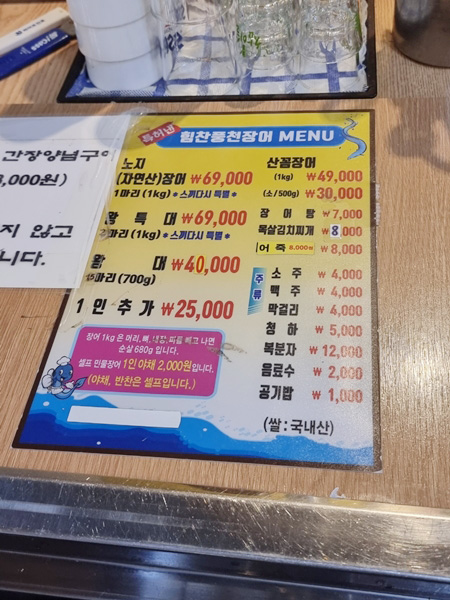 간장양념구이
,000원)
지 않고
니다.
특허낸 힘찬풍천장어 MENU
노지
(자연산)장어 ₩69,000
1마리 (1kg) *스끼다시 특별*
왕 특 대 ₩69,000
마리 (1kg) *스끼다시 특별*
왕 대 ₩40,000
마리 (700g)
1 인 추 가 ₩25,000
장어 1kg 은 머리, 뼈, 내장, 피를 빼고 나면
순살 680g 입니다.
셀프 민물장어 1인 야채 2,000원입니다.
(야채, 반찬은 셀프입니다.)
산꼼장어
(1kg) ₩49,000
(소/500g) ₩30,000
장 어 탕 ₩7,000
목살김치찌개 ₩8,000
어 죽 8,000원 ₩8,000
주류
소 주 ₩4,000
맥 주 ₩4,000
막걸리 ₩4,000
청 하 ₩5,000
복분자 ₩12,000
음료수 ₩2,000
공기밥 ₩1,000
(쌀:국내산)